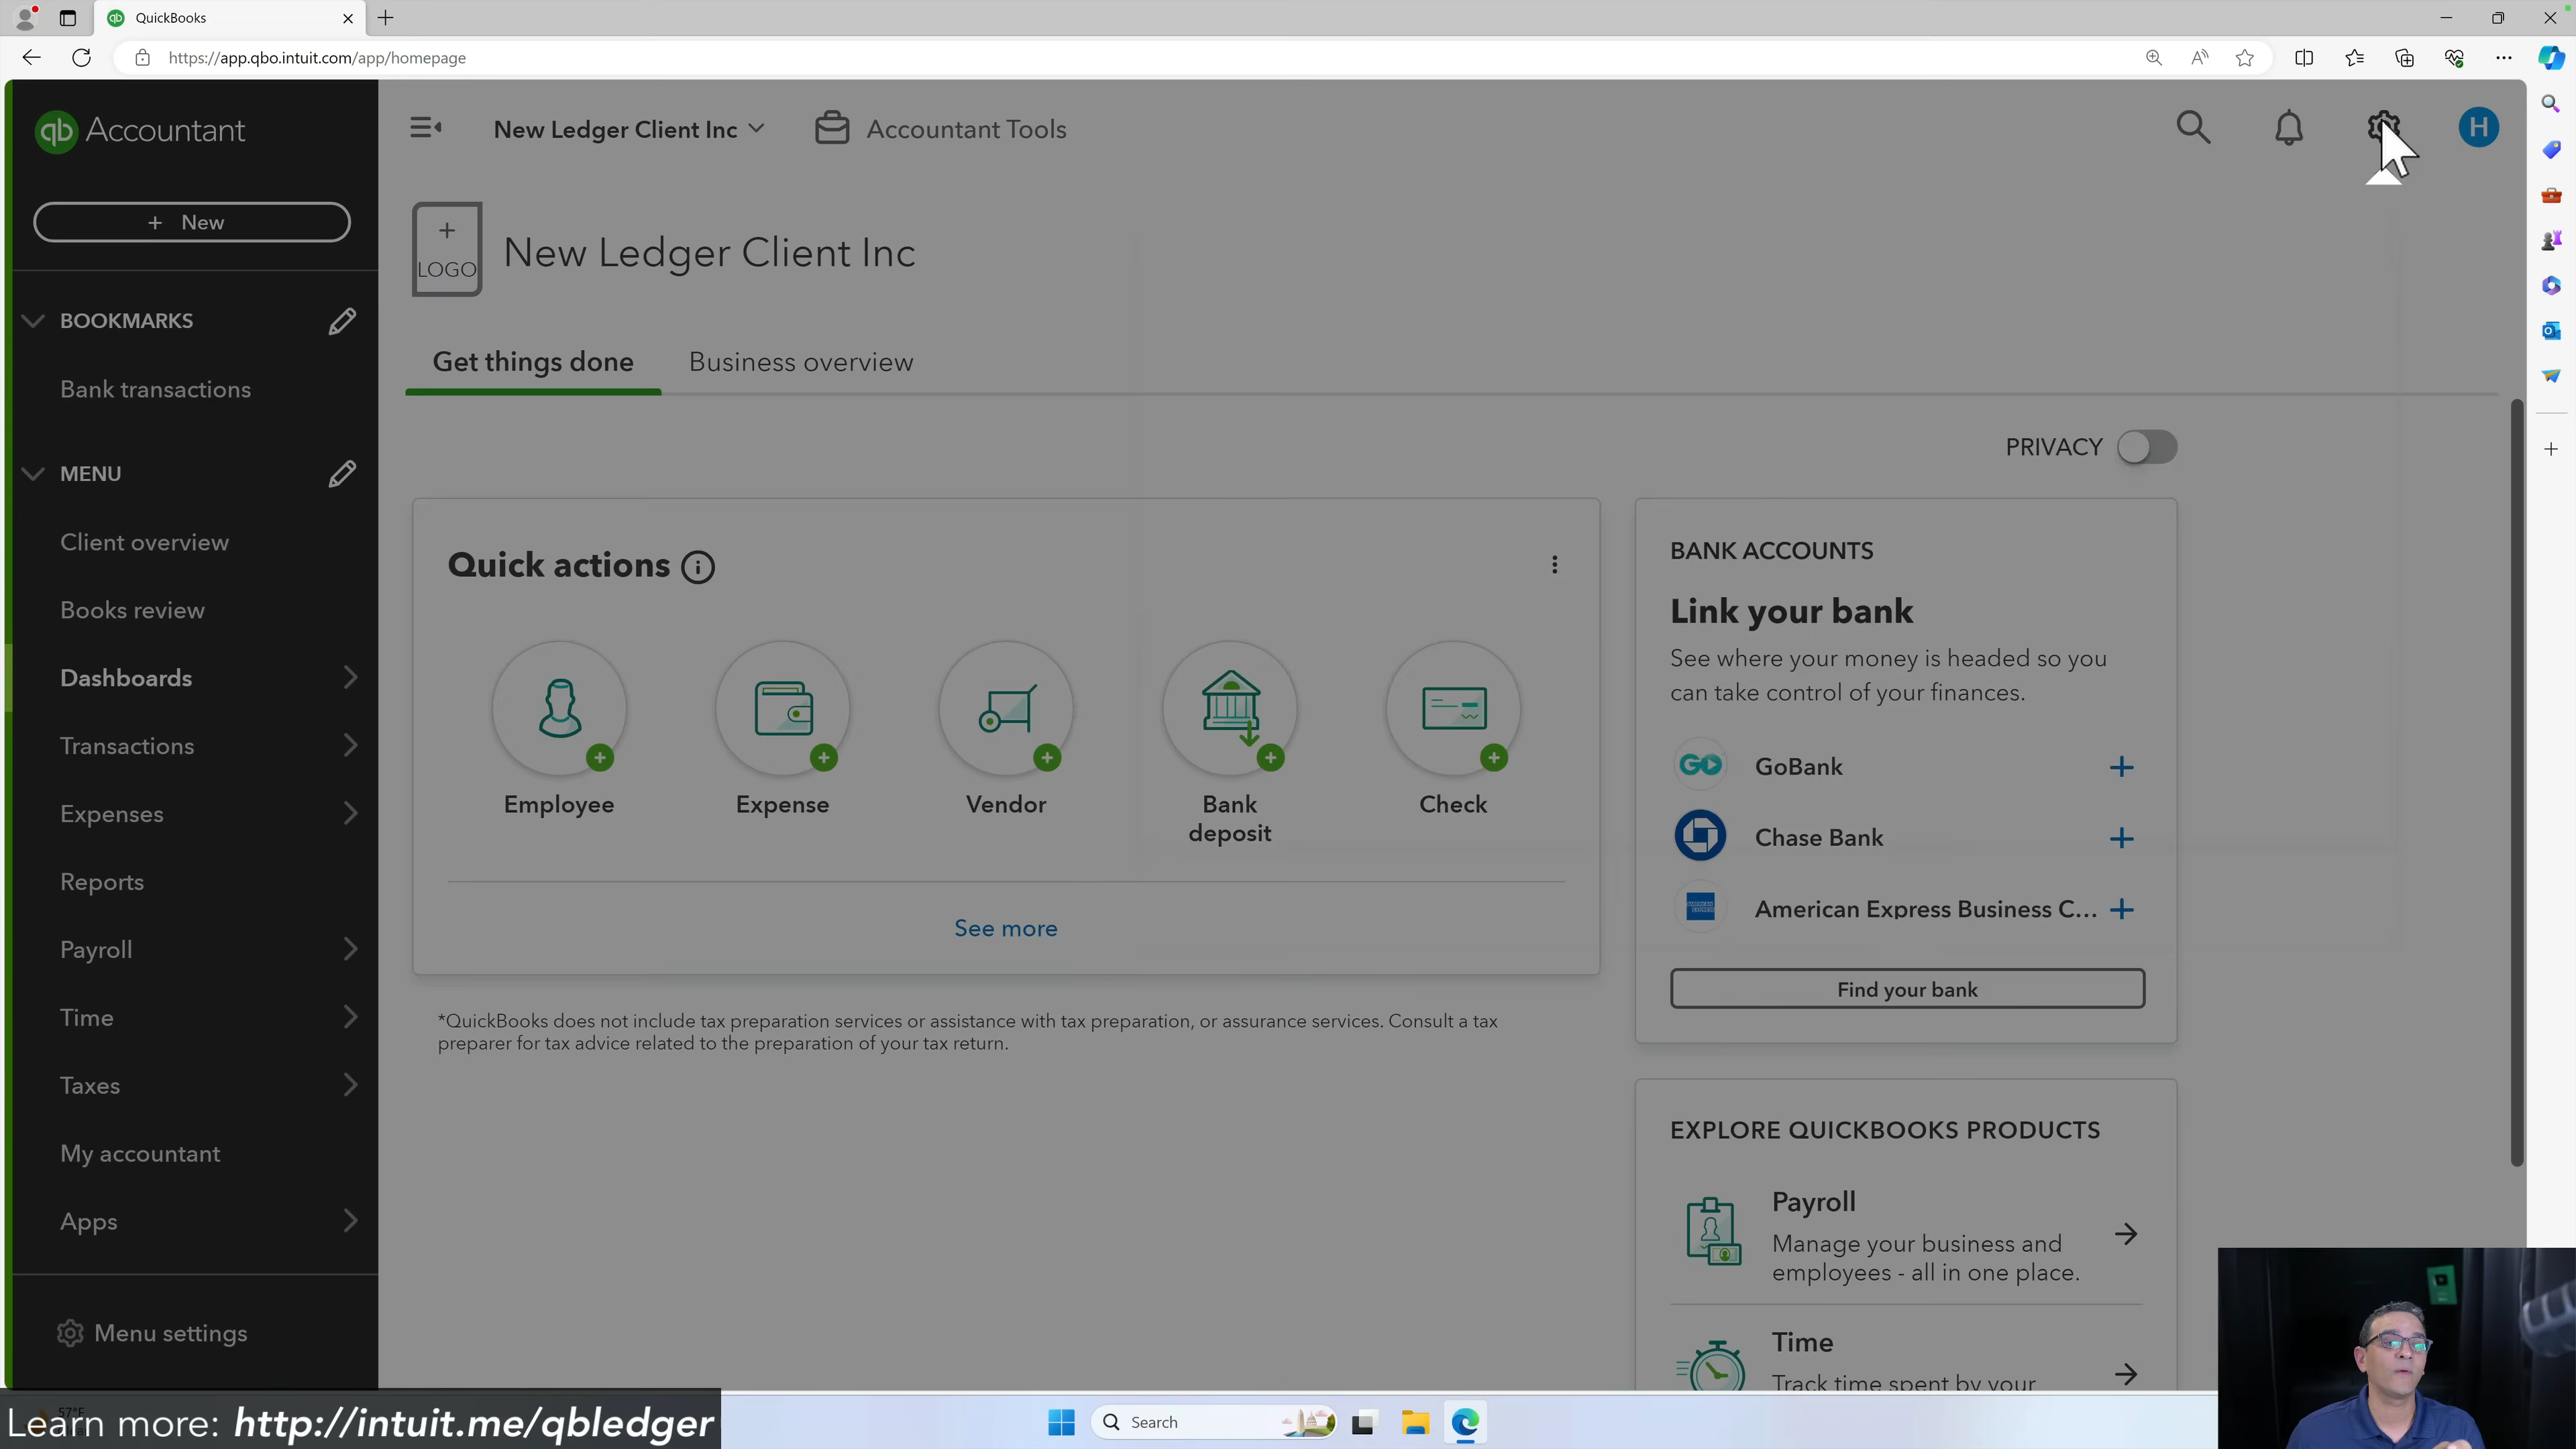 QuickBooks
https://app.qbo.intuit.com/app/homepage
qb Accountant
New Ledger Client Inc
Accountant Tools
H
+ New
+
LOGO
New Ledger Client Inc
BOOKMARKS
Bank transactions
Get things done
Business overview
PRIVACY
MENU
Client overview
Books review
Dashboards
Transactions
Expenses
Reports
Payroll
Time
Taxes
My accountant
Apps
Menu settings
Quick actions
Employee
Expense
Vendor
Bank
deposit
Check
See more
*QuickBooks does not include tax preparation services or assistance with tax preparation, or assurance services. Consult a tax
preparer for tax advice related to the preparation of your tax return.
BANK ACCOUNTS
Link your bank
See where your money is headed so you
can take control of your finances.
GO
GoBank
Chase Bank
American Express Business C...
Find your bank
EXPLORE QUICKBOOKS PRODUCTS
Payroll
Manage your business and
employees - all in one place.
Time
Track time spent by your
57°F
Learn more: http://intuit.me/qbledger
Search